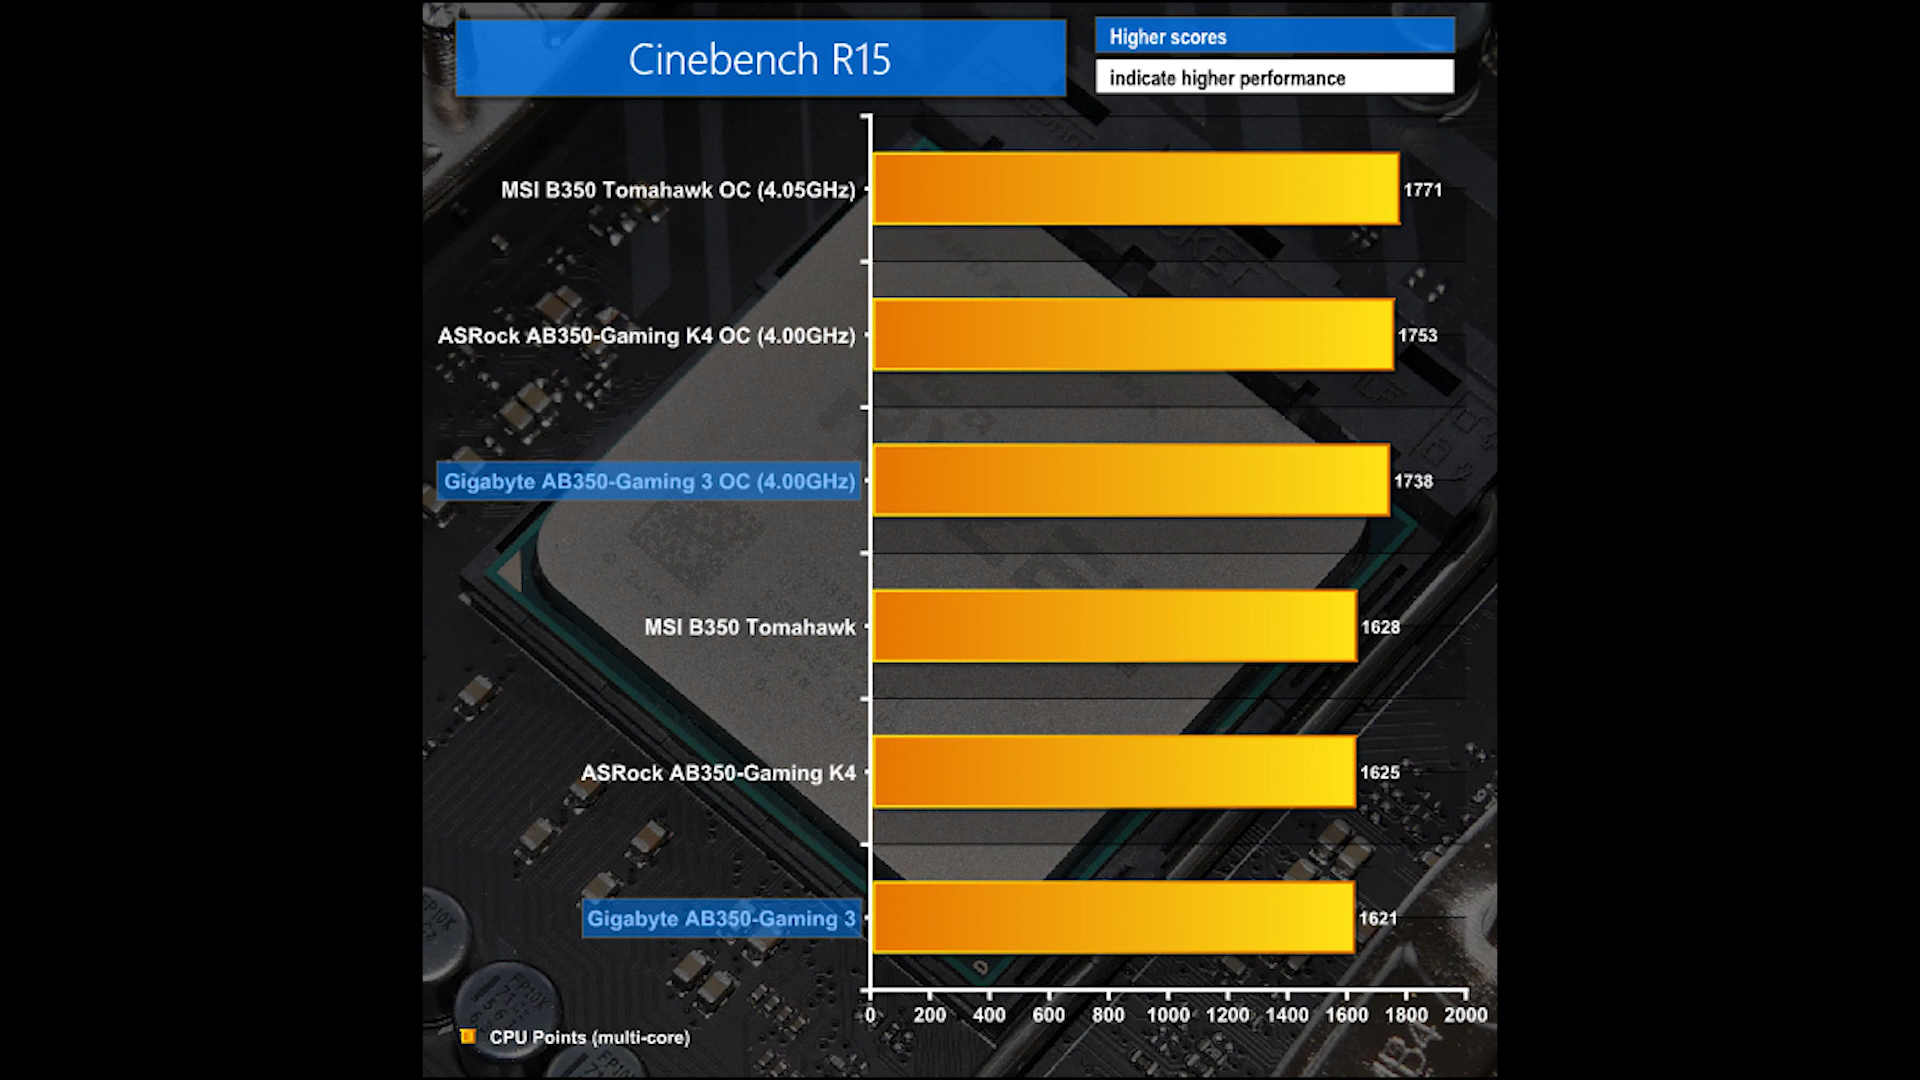 Cinebench R15
Higher scores
indicate higher performance
MSI B350 Tomahawk OC (4.05GHz)
1771
ASRock AB350-Gaming K4 OC (4.00GHz)
1753
Gigabyte AB350-Gaming 3 OC (4.00GHz)
1738
MSI B350 Tomahawk
1628
ASRock AB350-Gaming K4
1625
Gigabyte AB350-Gaming 3
1621
0 200 400 600 800 1000 1200 1400 1600 1800 2000
CPU Points (multi-core)